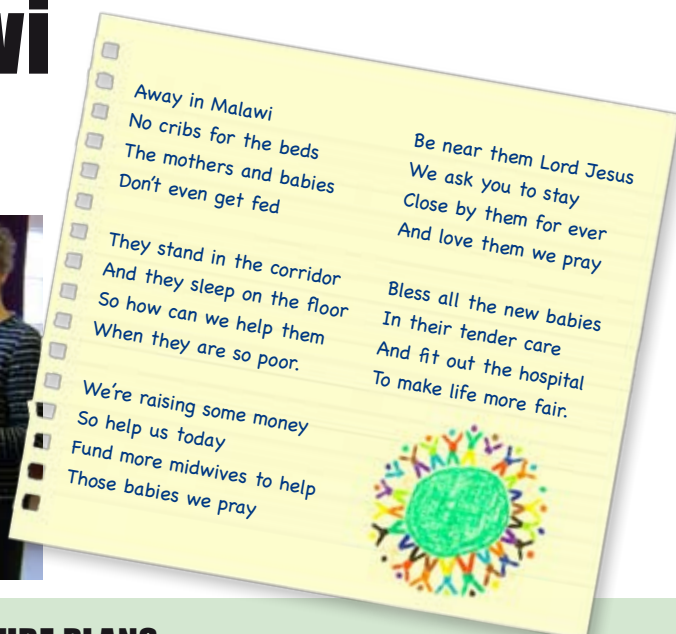 wi
Away in Malawi
No cribs for the beds
The mothers and babies
Don't even get fed
They stand in the corridor
And they sleep on the floor
So how can we help them
When they are so poor.
We're raising some money
So help us today
Fund more midwives to help
Those babies we pray
Be near them Lord Jesus
We ask you to stay
Close by them for ever
And love them we pray
Bless all the new babies
In their tender care
And fit out the hospital
To make life more fair.
PLANS